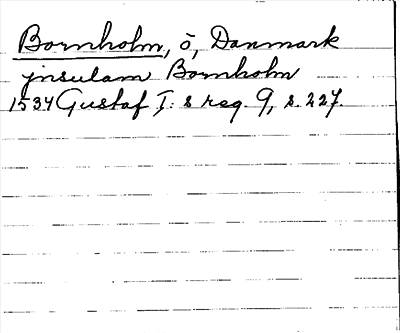 Bornholm, ö, Danmark
insulam Bornholm
1534 Gustaf I:s reg. 9, s. 227.